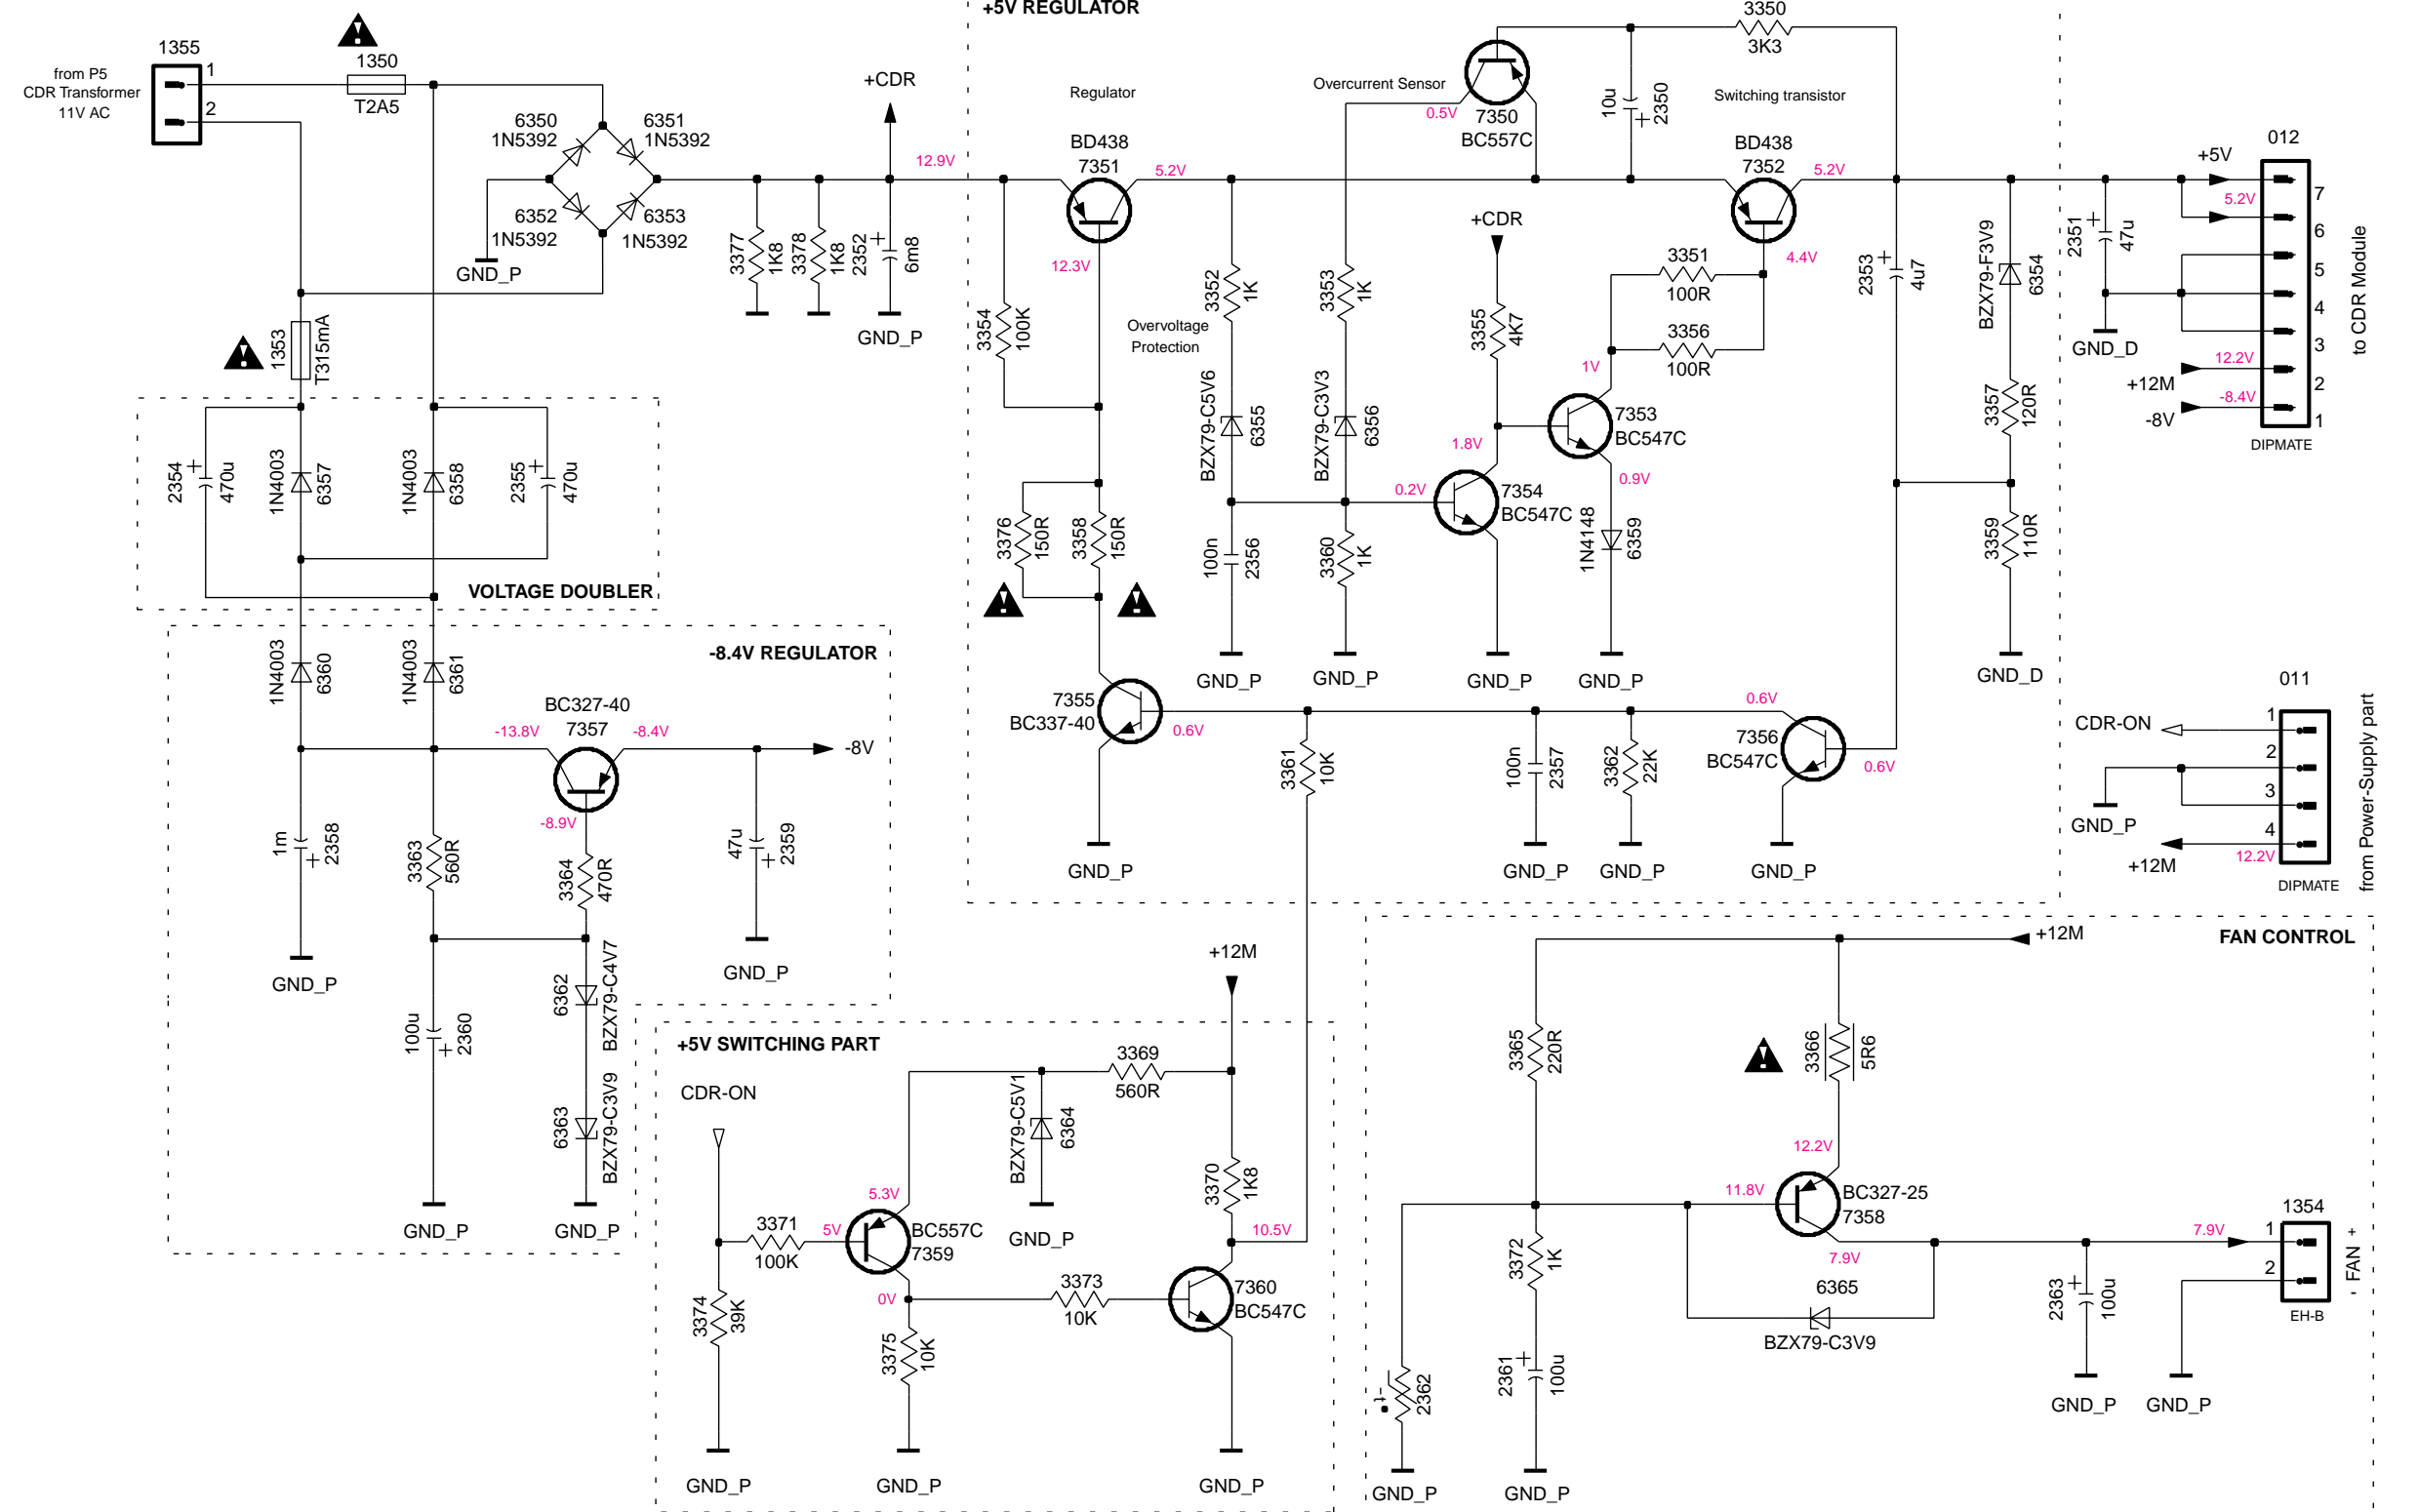 +5V REGULATOR
1355
from P5
CDR Transformer
11V AC
1
2
1350
T2A5
6350
1N5392
6351
1N5392
6352
1N5392
6353
1N5392
GND_P
1353
T315mA
+CDR
12.9V
3377
1K8
3378
1K8
2352
+
6m8
GND_P
Regulator
BD438
7351
5.2V
12.3V
3354
100K
Overvoltage
Protection
Overcurrent Sensor
0.5V
7350
BC557C
10u
+
2350
3350
3K3
Switching transistor
BD438
7352
5.2V
4.4V
3352
1K
3353
1K
+CDR
3355
4K7
3351
100R
3356
100R
1V
BZX79-C5V6
6355
BZX79-C3V3
6356
1.8V
7353
BC547C
0.9V
0.2V
7354
BC547C
1N4148
6359
3376
150R
3358
150R
100n
2356
3360
1K
GND_P
GND_P
GND_P
GND_P
2353
+
4u7
BZX79-F3V9
6354
3357
120R
3359
110R
GND_D
2351
+
47u
GND_D
012
+5V
5.2V
7
6
5
4
3
2
1
12.2V
+12M
-8.4V
-8V
DIPMATE
to CDR Module
2354
+
470u
1N4003
6357
1N4003
6358
2355
+
470u
VOLTAGE DOUBLER
-8.4V REGULATOR
1N4003
6360
1N4003
6361
BC327-40
7357
-13.8V
-8.4V
-8V
-8.9V
1m
+
2358
GND_P
3363
560R
3364
470R
47u
+
2359
GND_P
100u
+
2360
GND_P
6362
BZX79-C4V7
6363
BZX79-C3V9
GND_P
7355
BC337-40
0.6V
GND_P
3361
10K
100n
2357
GND_P
3362
22K
GND_P
0.6V
7356
BC547C
0.6V
GND_P
011
CDR-ON
1
2
3
4
GND_P
+12M
12.2V
DIPMATE
from Power-Supply part
+5V SWITCHING PART
CDR-ON
+12M
3369
560R
BZX79-C5V1
6364
GND_P
3370
1K8
10.5V
5.3V
3371
100K
5V
BC557C
7359
0V
3373
10K
7360
BC547C
3374
39K
3375
10K
GND_P
GND_P
GND_P
FAN CONTROL
+12M
3365
220R
3366
5R6
12.2V
11.8V
BC327-25
7358
7.9V
3372
1K
6365
BZX79-C3V9
-t
2362
GND_P
2361
+
100u
GND_P
2363
+
100u
GND_P
GND_P
7.9V
1354
1
2
- FAN +
EH-B